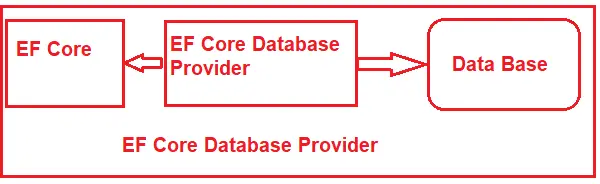 EF Core
EF Core Database
Provider
Data Base
EF Core Database Provider